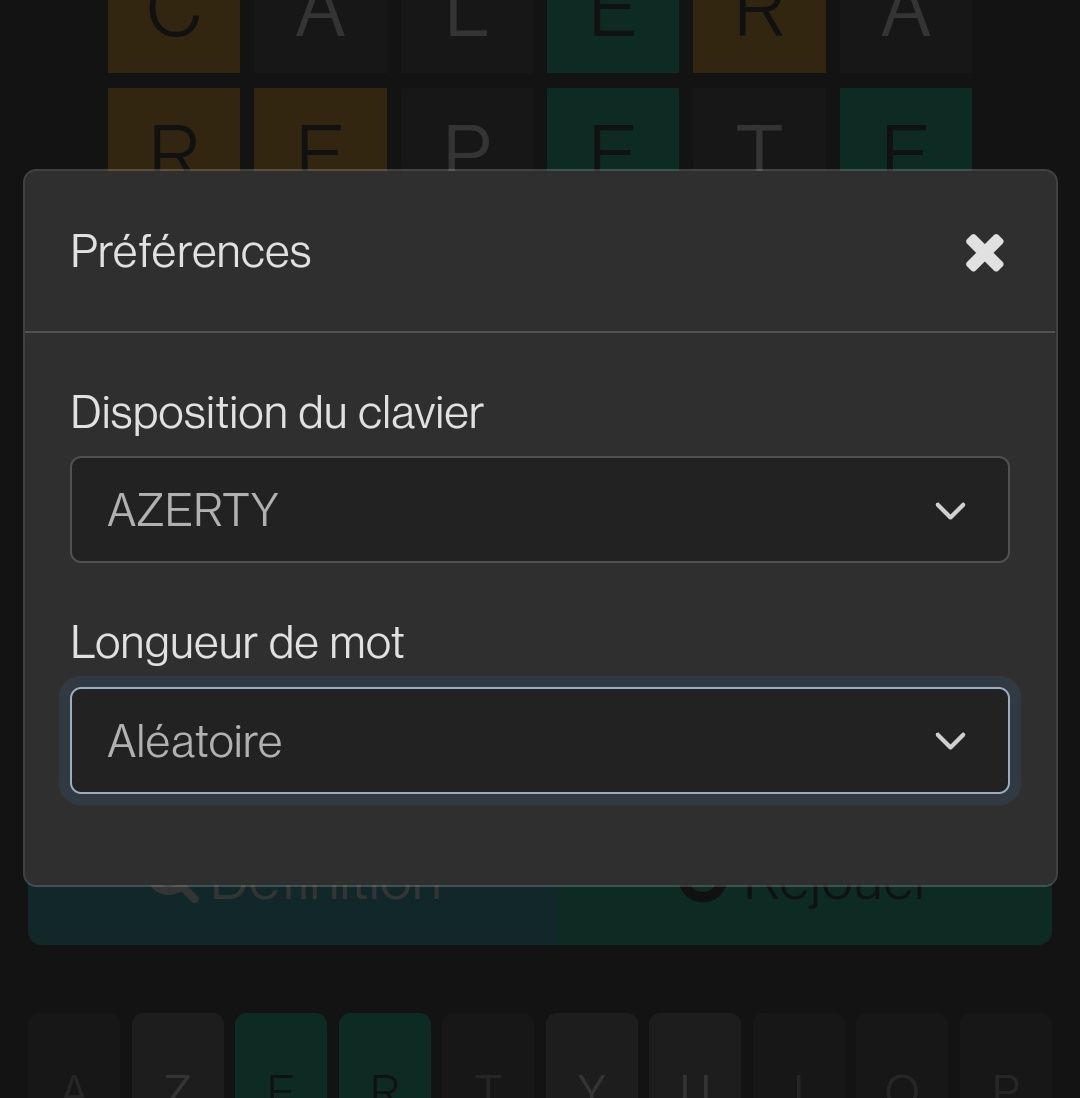 C A L E R A
R E P E T E
Préférences
Disposition du clavier
AZERTY
Longueur de mot
Aléatoire
Définition Rejouer
A Z E R T Y U I O P